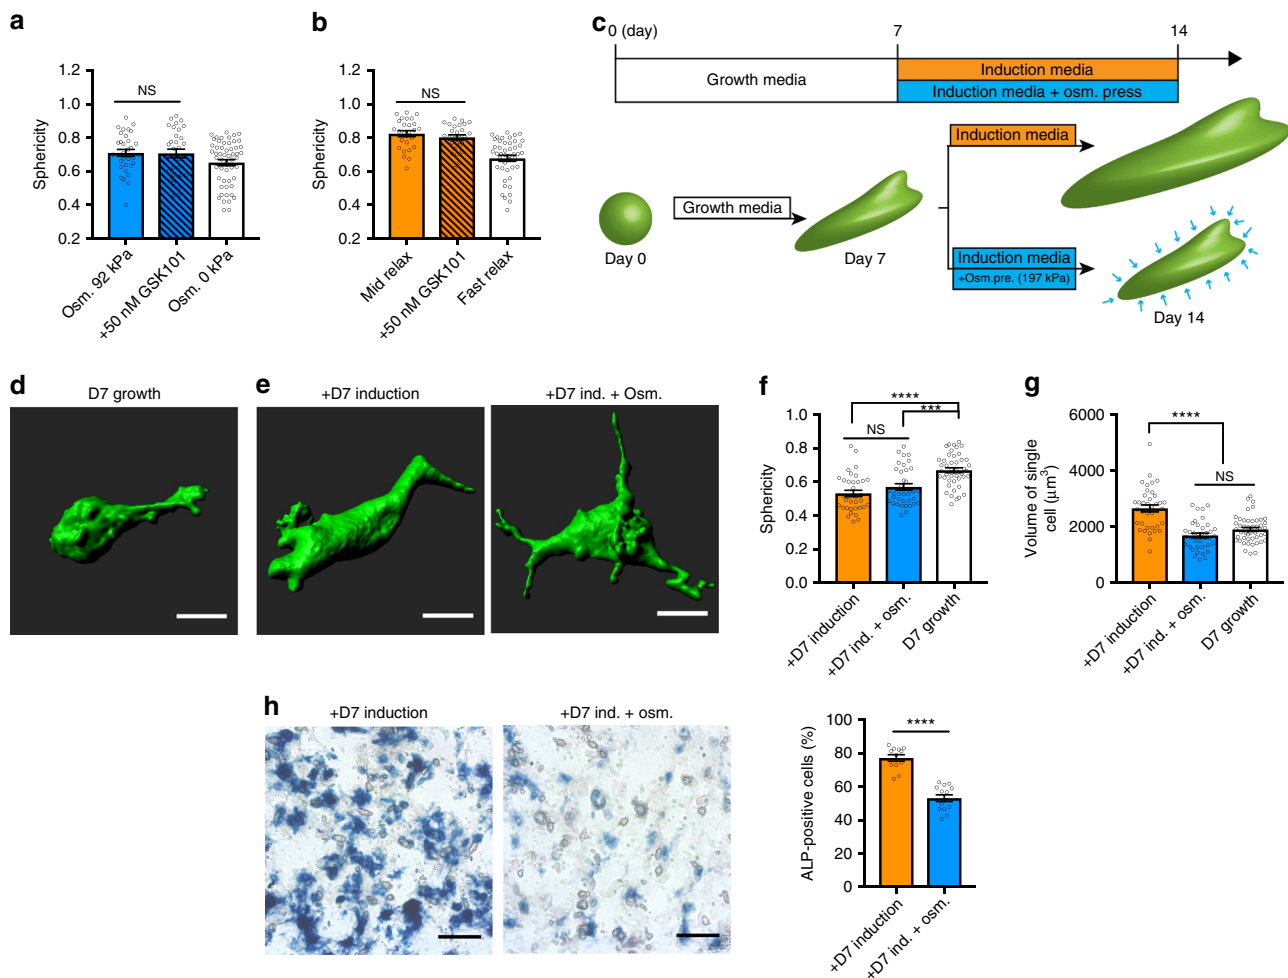 a
1.2
1.0
0.8
0.6
0.4
0.2
Sphericity
NS
Osm. 92 kPa
+50 nM GSK101
Osm. 0 kPa
b
1.2
1.0
0.8
0.6
0.4
0.2
Sphericity
NS
Mid relax
+50 nM GSK101
Fast relax
c
0 (day)
7
14
Growth media
Induction media
Induction media + osm. press
Growth media
Day 0
Day 7
Induction media
Induction media
+Osm.pre. (197 kPa)
Day 14
d
D7 growth
e
+D7 induction
+D7 ind. + Osm.
f
1.0
0.8
0.6
0.4
0.2
0.0
Sphericity
****
***
NS
+D7 induction
+D7 ind. + osm.
D7 growth
g
6000
4000
2000
0
Volume of single
cell (μm³)
****
NS
+D7 induction
+D7 ind. + osm.
D7 growth
h
+D7 induction
+D7 ind. + osm.
100
80
60
40
20
0
ALP-positive cells (%)
****
+D7 induction
+D7 ind. + osm.